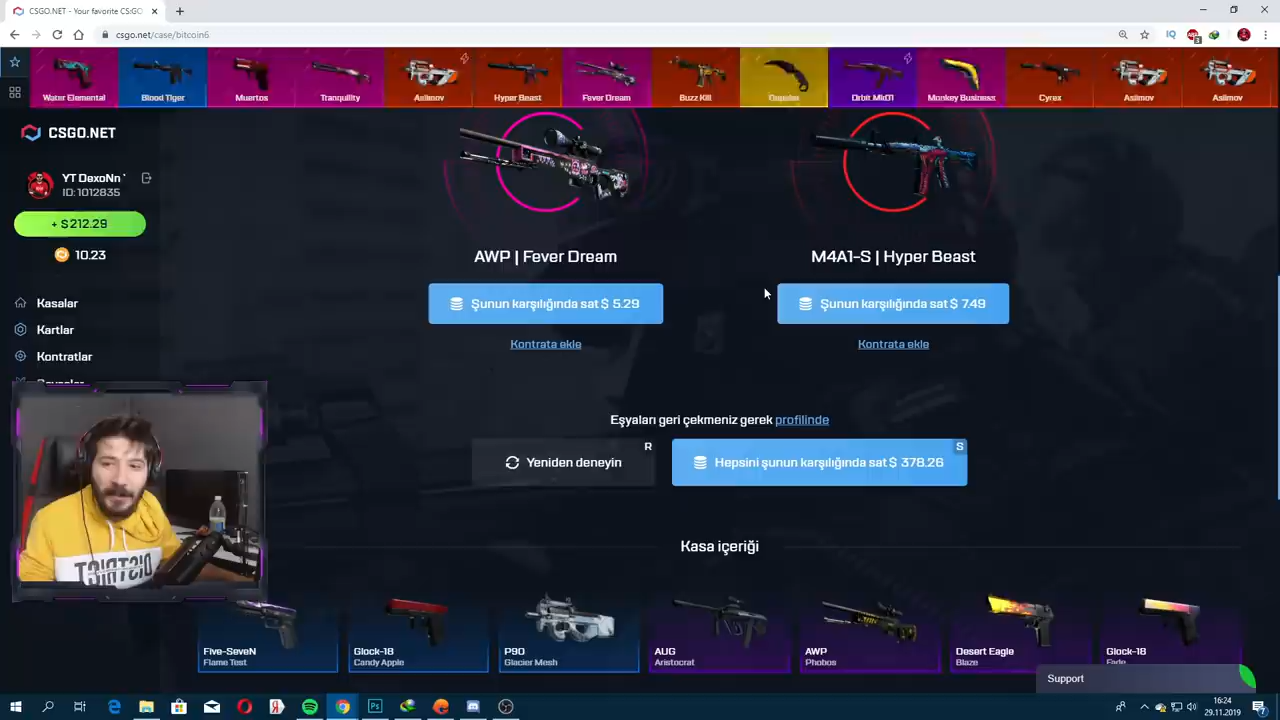 CSGO.NET - Your favorite CS:GO
csgo.net/case/bitcoin6
Water Elemental
Blood Tiger
Muertos
Tranquility
Asiimov
Hyper Beast
Fever Dream
Buzz Kill
Doppler
Orbit Mk01
Monkey Business
Cyrex
Asiimov
Asiimov
CSGO.NET
YT DexoNn `
ID: 1012835
+ $ 212.29
10.23
Kasalar
Kartlar
Kontratlar
AWP | Fever Dream
M4A1-S | Hyper Beast
Şunun karşılığında sat $ 5.29
Şunun karşılığında sat $ 7.49
Kontrata ekle
Kontrata ekle
Eşyaları geri çekmeniz gerek profilinde
R
Yeniden deneyin
S
Hepsini şunun karşılığında sat $ 378.26
Kasa içeriği
Five-SeveN
Flame Test
Glock-18
Candy Apple
P90
Glacier Mesh
AUG
Aristocrat
AWP
Phobos
Desert Eagle
Blaze
Glock-18
Fade
Support
16:24
29.11.2019